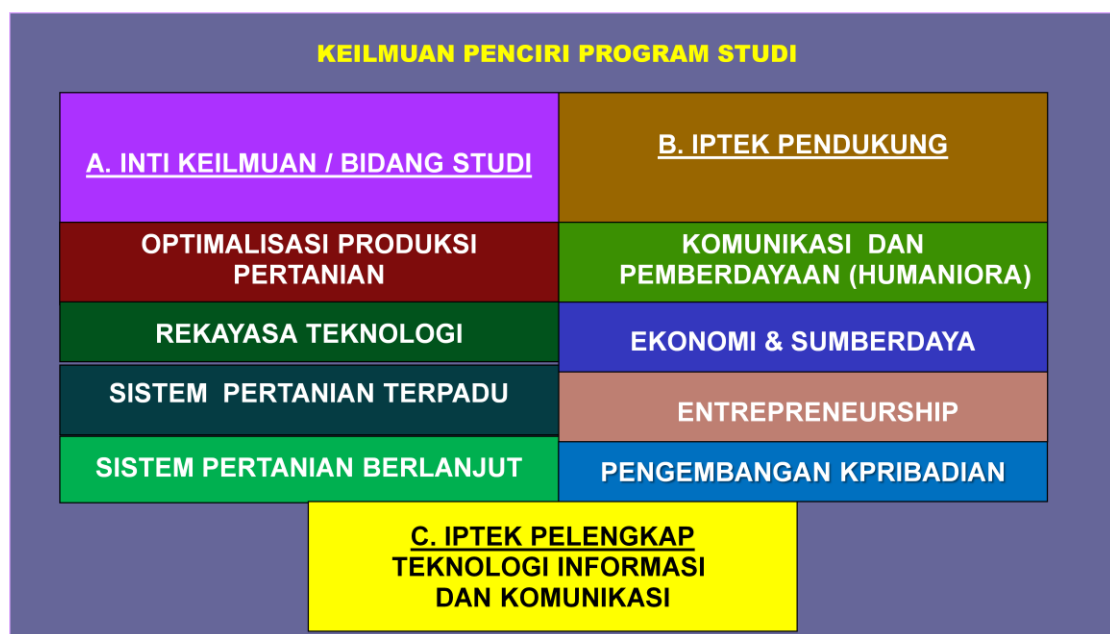 KEILMUAN PENCIRI PROGRAM STUDI
A. INTI KEILMUAN / BIDANG STUDI
OPTIMALISASI PRODUKSI
PERTANIAN
REKAYASA TEKNOLOGI
SISTEM PERTANIAN TERPADU
SISTEM PERTANIAN BERLANJUT
B. IPTEK PENDUKUNG
KOMUNIKASI DAN
PEMBERDAYAAN (HUMANIORA)
EKONOMI & SUMBERDAYA
ENTREPRENEURSHIP
PENGEMBANGAN KPRIBADIAN
C. IPTEK PELENGKAP
TEKNOLOGI INFORMASI
DAN KOMUNIKASI